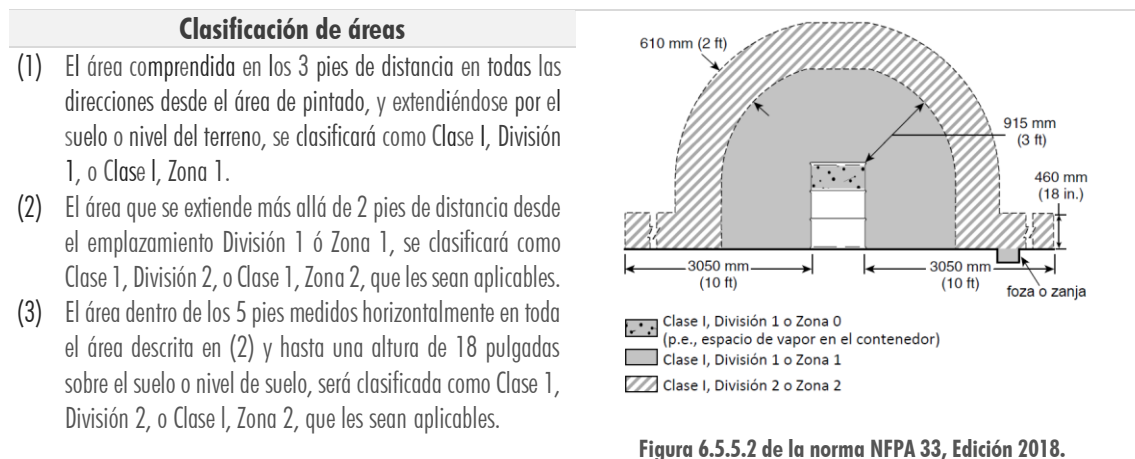 Clasificación de áreas
(1) El área comprendida en los 3 pies de distancia en todas las
direcciones desde el área de pintado, y extendiéndose por el
suelo o nivel del terreno, se clasificará como Clase I, División
1, o Clase I, Zona 1.
(2) El área que se extiende más allá de 2 pies de distancia desde
el emplazamiento División 1 ó Zona 1, se clasificará como
Clase 1, División 2, o Clase 1, Zona 2, que les sean aplicables.
(3) El área dentro de los 5 pies medidos horizontalmente en toda
el área descrita en (2) y hasta una altura de 18 pulgadas
sobre el suelo o nivel de suelo, será clasificada como Clase 1,
División 2, o Clase I, Zona 2, que les sean aplicables.
610 mm (2 ft)
915 mm
(3 ft)
460 mm
(18 in.)
3050 mm
(10 ft)
3050 mm
(10 ft)
foza o zanja
Clase I, División 1 o Zona 0
(p.e., espacio de vapor en el contenedor)
Clase I, División 1 o Zona 1
Clase I, División 2 o Zona 2
Figura 6.5.5.2 de la norma NFPA 33, Edición 2018.